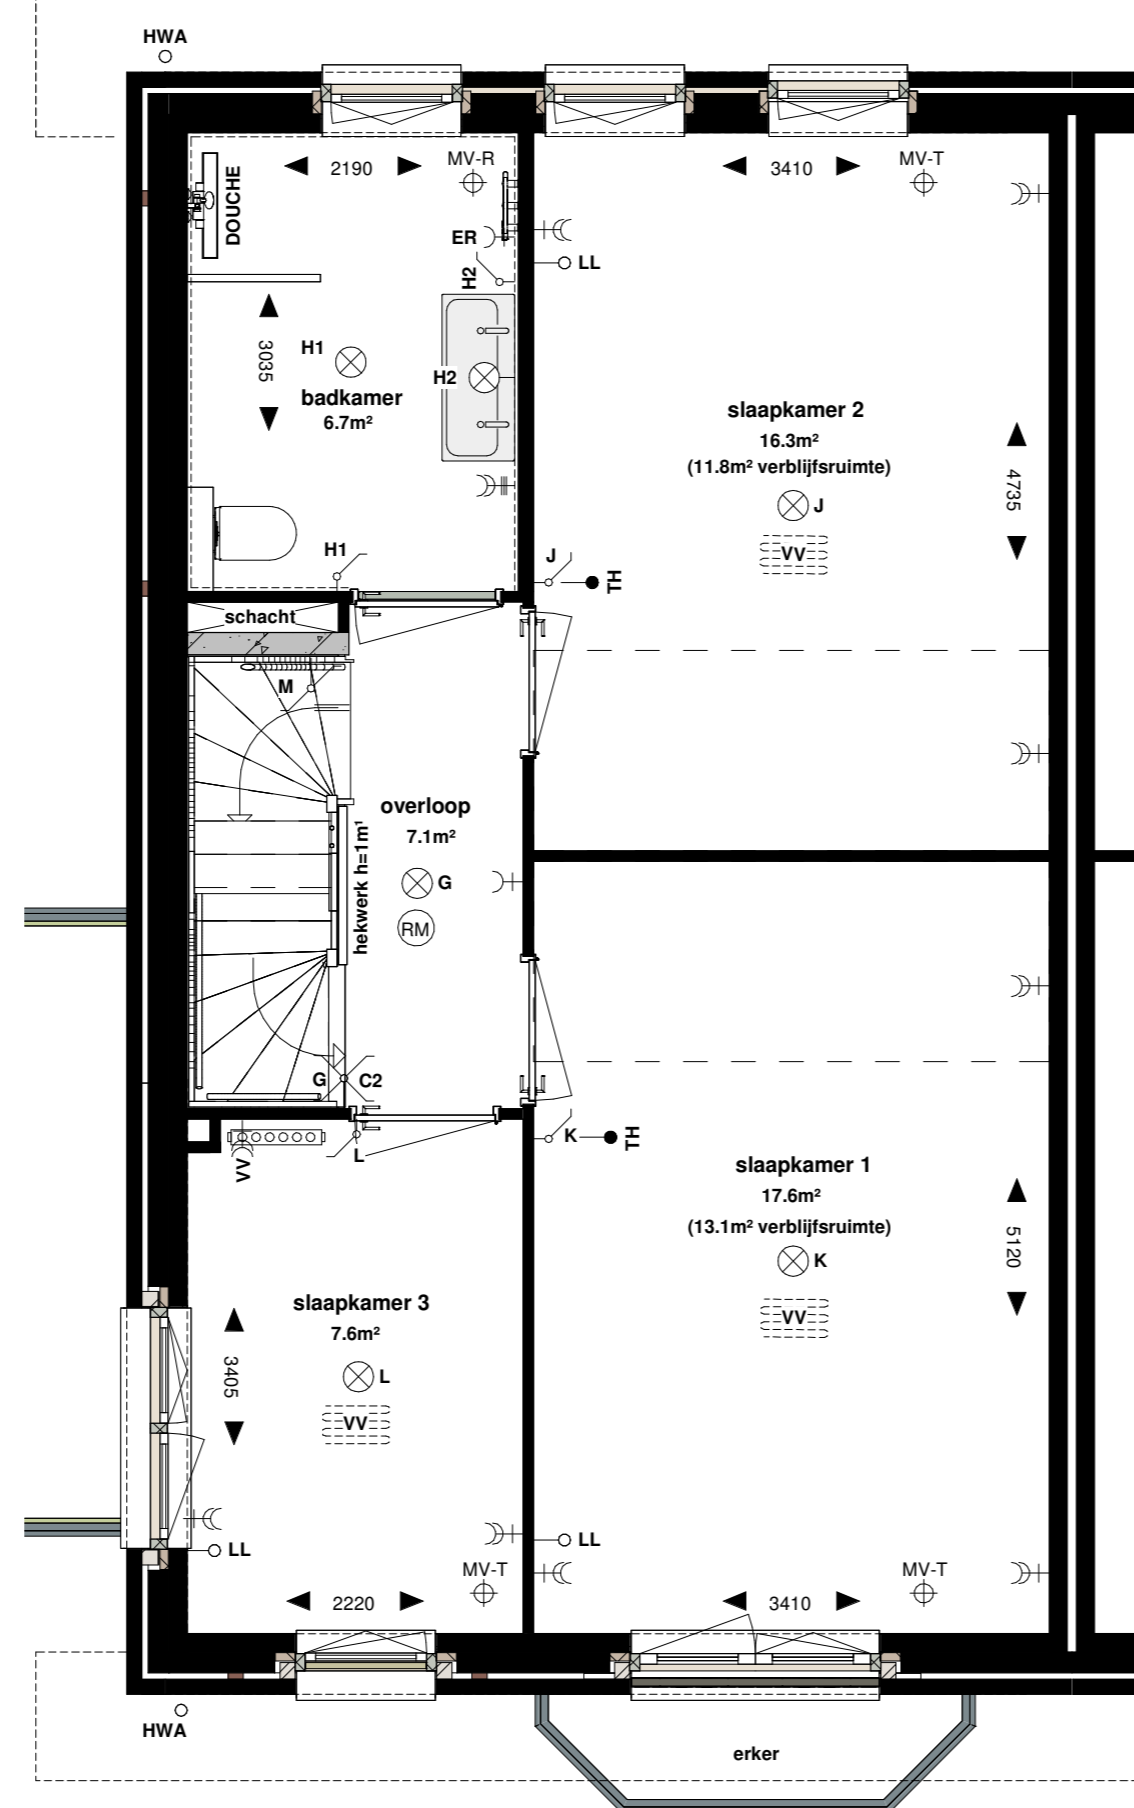 HWA
2190
MV-R
3410
MV-T
DOUCHE
ER
H2
LL
3035
H1
H2
badkamer
6.7m²
slaapkamer 2
16.3m²
(11.8m² verblijfsruimte)
4735
J
VV
H1
J
TH
schacht
M
overloop
7.1m²
hekwerk h=1m¹
G
RM
G
C2
K
TH
L
VV
slaapkamer 1
17.6m²
(13.1m² verblijfsruimte)
5120
K
VV
slaapkamer 3
7.6m²
3405
L
VV
LL
LL
MV-T
MV-T
2220
3410
HWA
erker